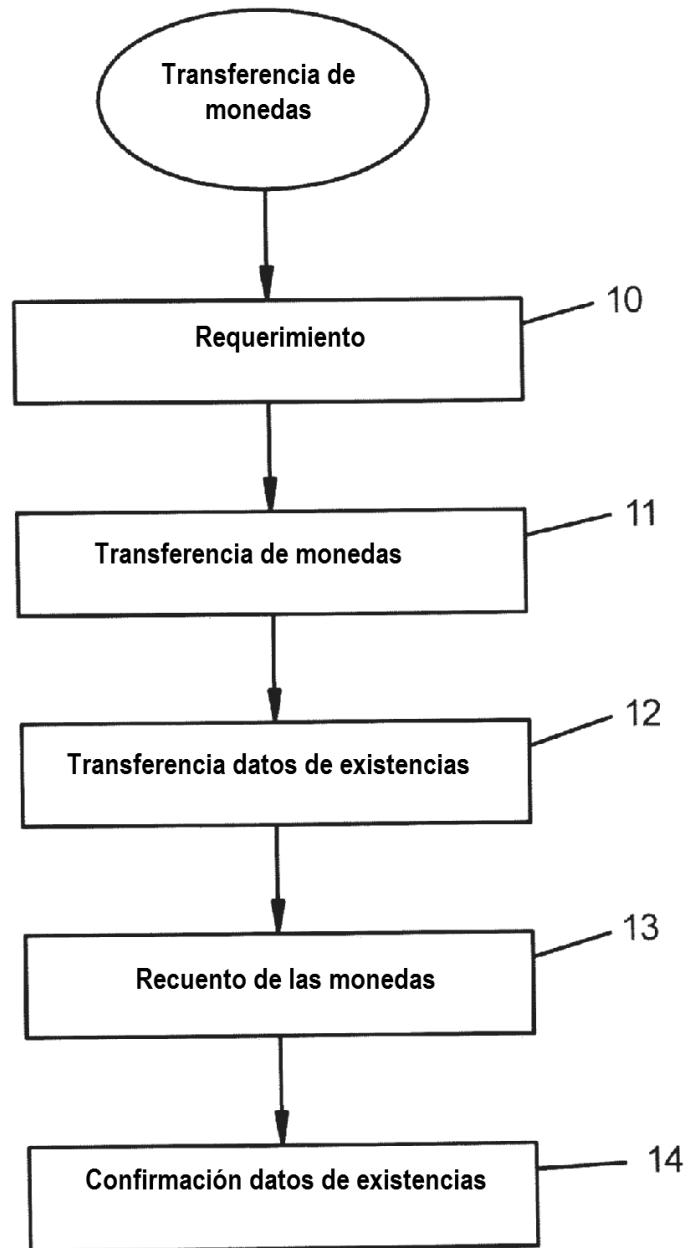 Transferencia de
monedas
10
Requerimiento
11
Transferencia de monedas
12
Transferencia datos de existencias
13
Recuento de las monedas
14
Confirmación datos de existencias